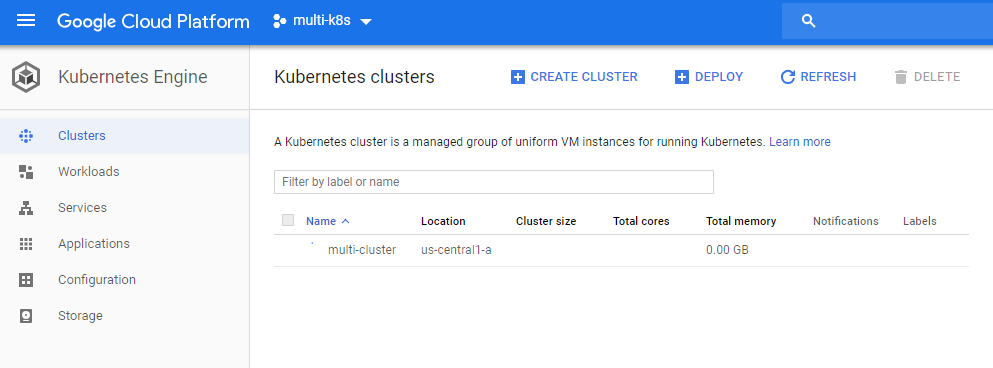 Google Cloud Platform
multi-k8s
Kubernetes Engine
Kubernetes clusters
CREATE CLUSTER
DEPLOY
REFRESH
DELETE
Clusters
Workloads
Services
Applications
Configuration
Storage
A Kubernetes cluster is a managed group of uniform VM instances for running Kubernetes. Learn more
Filter by label or name
Name Location Cluster size Total cores Total memory Notifications Labels
multi-cluster us-central1-a 0.00 GB